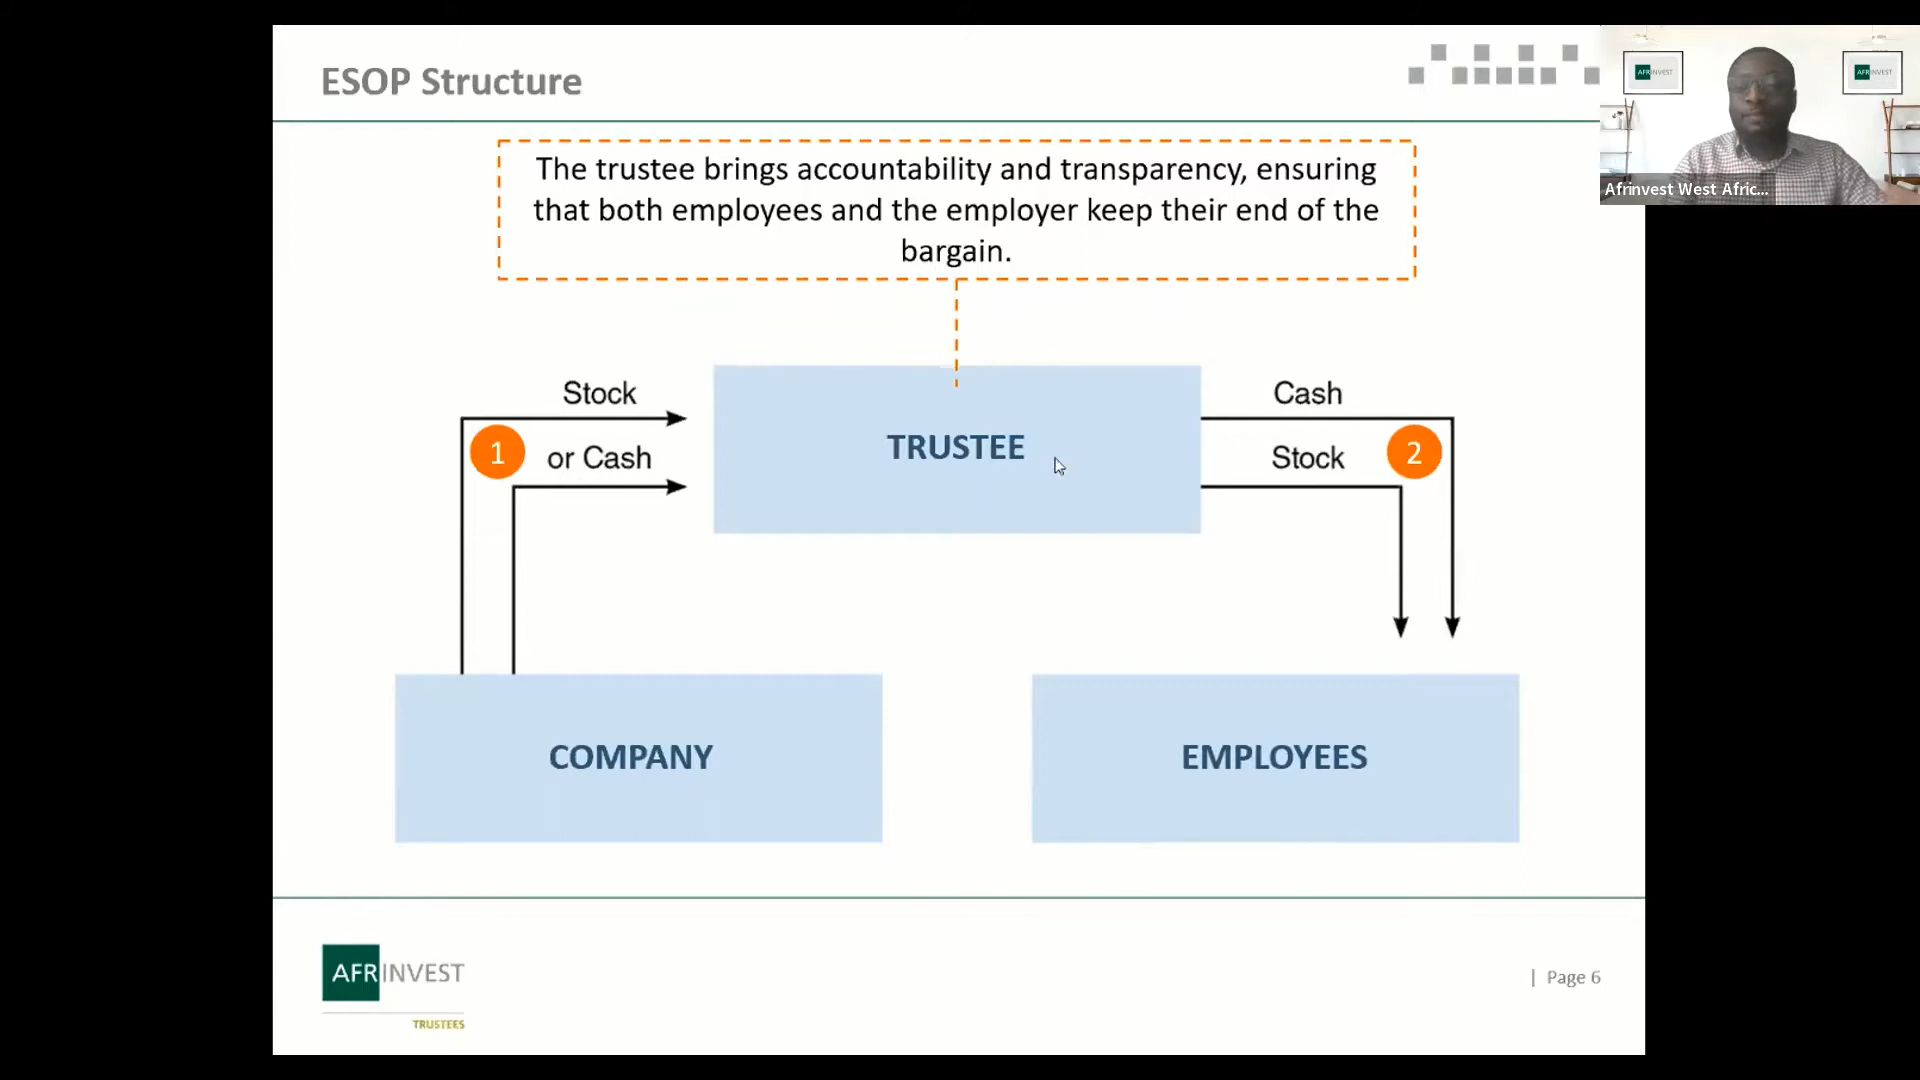 ESOP Structure
AFRINVEST
AFRINVEST
Afrinvest West Afric...
The trustee brings accountability and transparency, ensuring
that both employees and the employer keep their end of the
bargain.
Stock
1
or Cash
TRUSTEE
Cash
Stock
2
COMPANY
EMPLOYEES
AFRINVEST
TRUSTEES
| Page 6